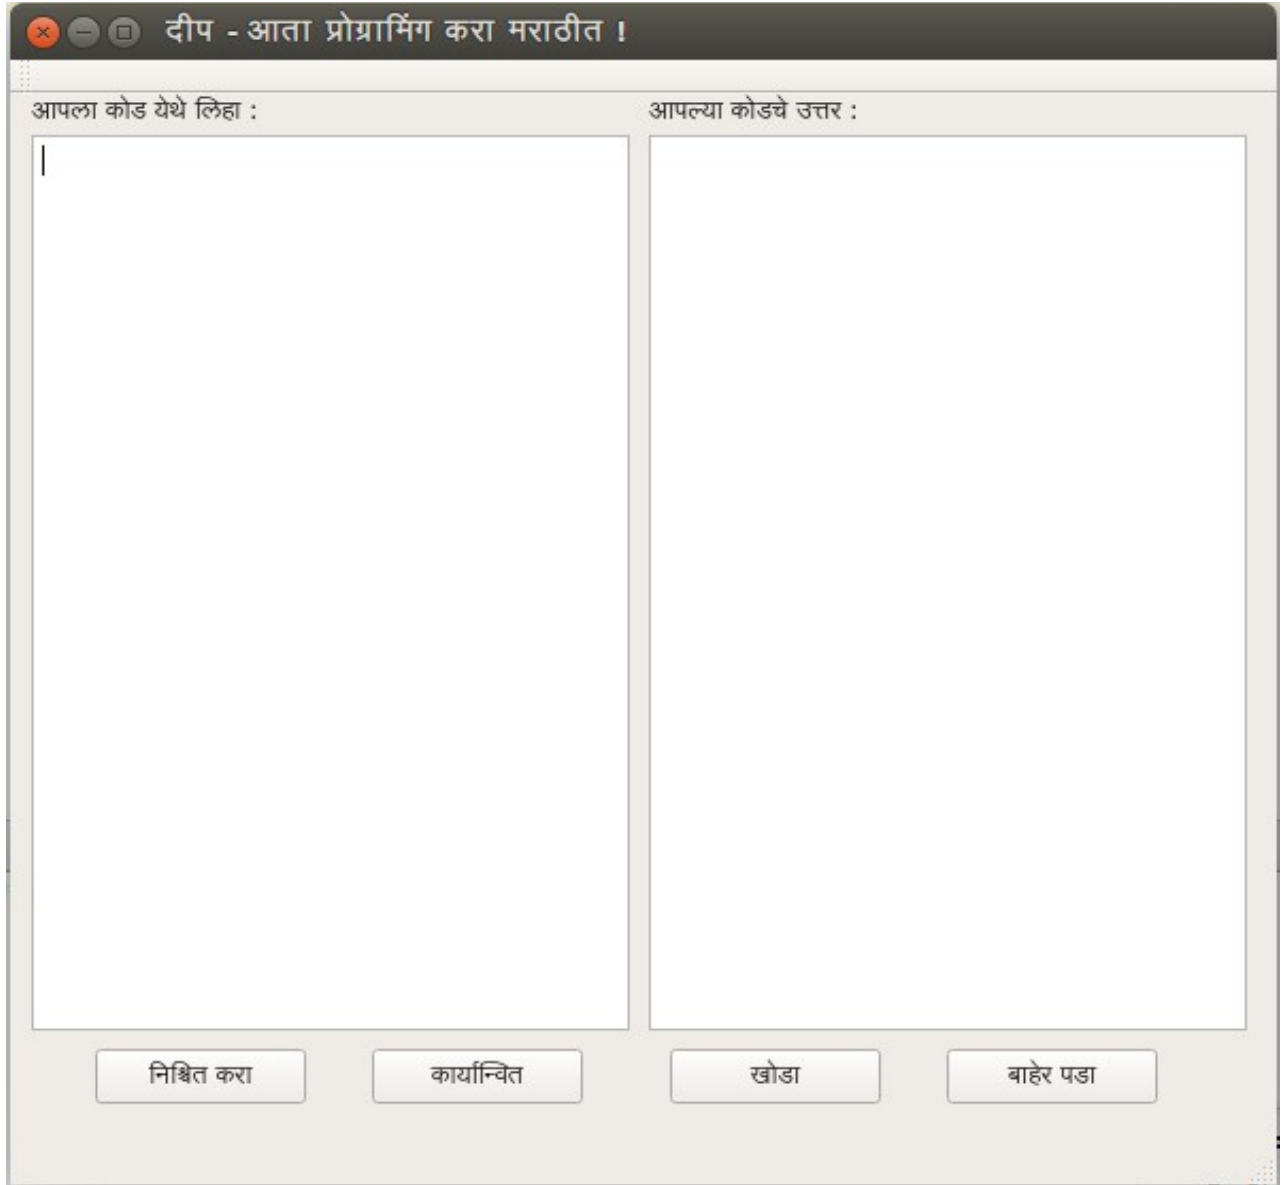 दीप - आता प्रोग्रामिंग करा मराठीत !
आपला कोड येथे लिहा :
आपल्या कोडचे उत्तर :
निश्चित करा
कार्यान्वित
खोडा
बाहेर पडा